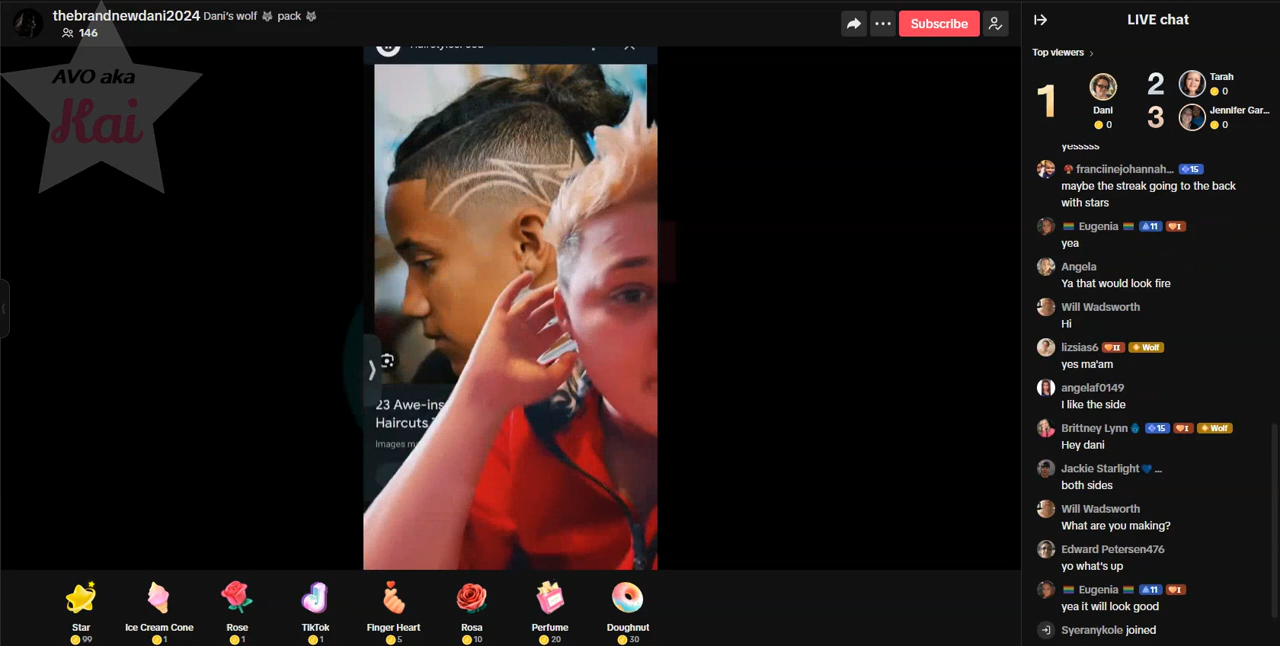 thebrandnewdani2024 Dani's wolf 🐺 pack 🐺
146
Subscribe
AVO aka
Kai
23 Awe-ins
Haircuts
Images m
Star
99
Ice Cream Cone
1
Rose
1
TikTok
1
Finger Heart
5
Rosa
10
Perfume
20
Doughnut
30
LIVE chat
Top viewers
1
Dani
0
2
Tarah
0
3
Jennifer Gar...
0
yesssss
franciinejohannah... 15
maybe the streak going to the back
with stars
Eugenia 11 I
yea
Angela
Ya that would look fire
Will Wadsworth
Hi
lizsias6 II Wolf
yes ma'am
angelaf0149
I like the side
Brittney Lynn 15 I Wolf
Hey dani
Jackie Starlight💙 ...
both sides
Will Wadsworth
What are you making?
Edward Petersen476
yo what's up
Eugenia 11 I
yea it will look good
Syeranykole joined